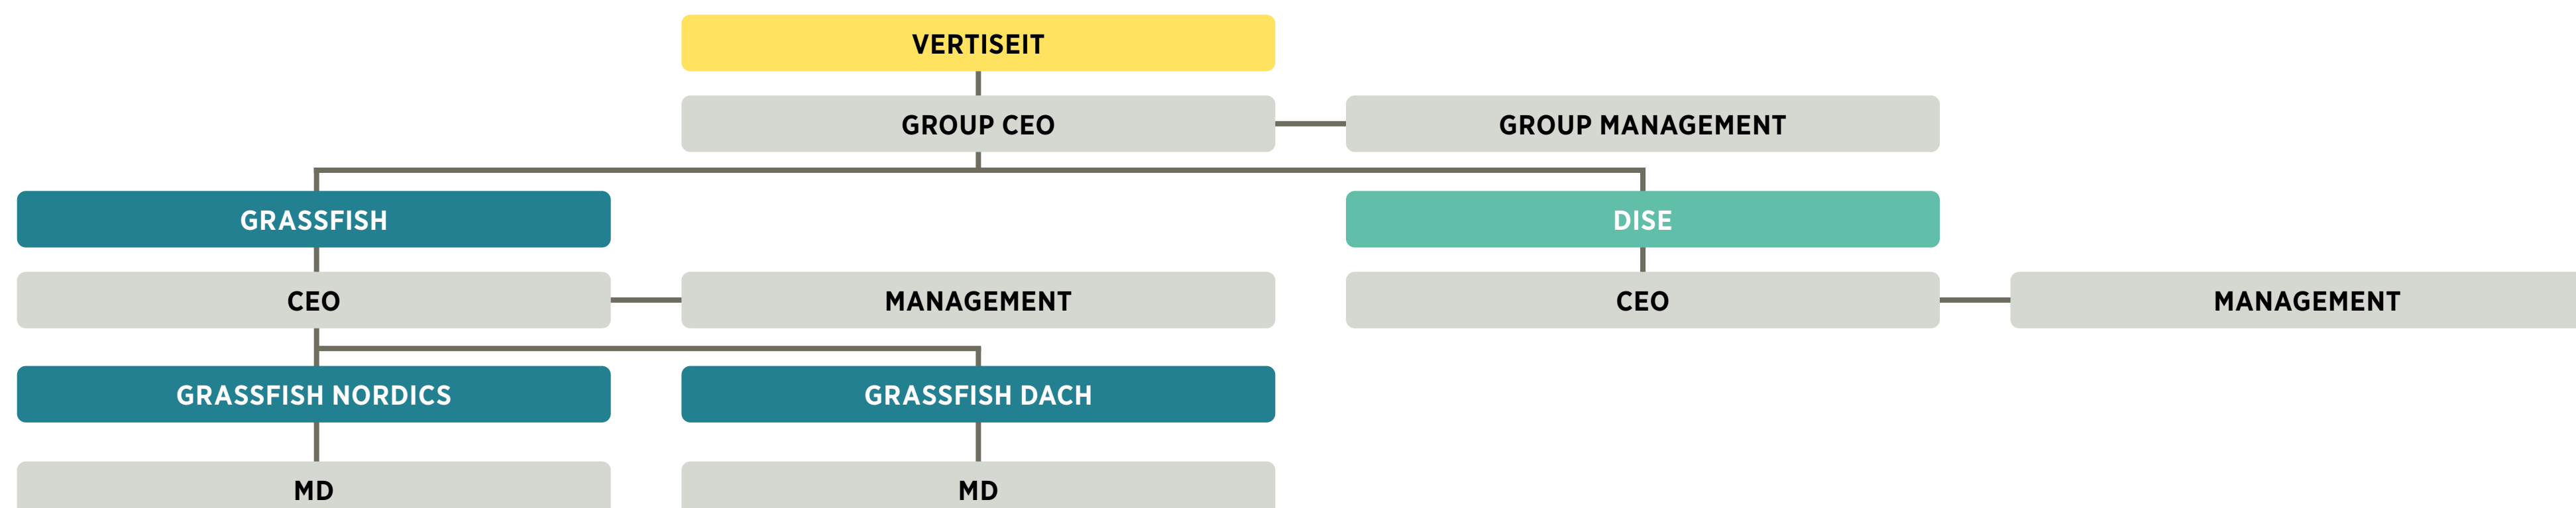 VERTISEIT
GROUP CEO
GROUP MANAGEMENT
GRASSFISH
DISE
CEO
MANAGEMENT
CEO
MANAGEMENT
GRASSFISH NORDICS
GRASSFISH DACH
MD
MD